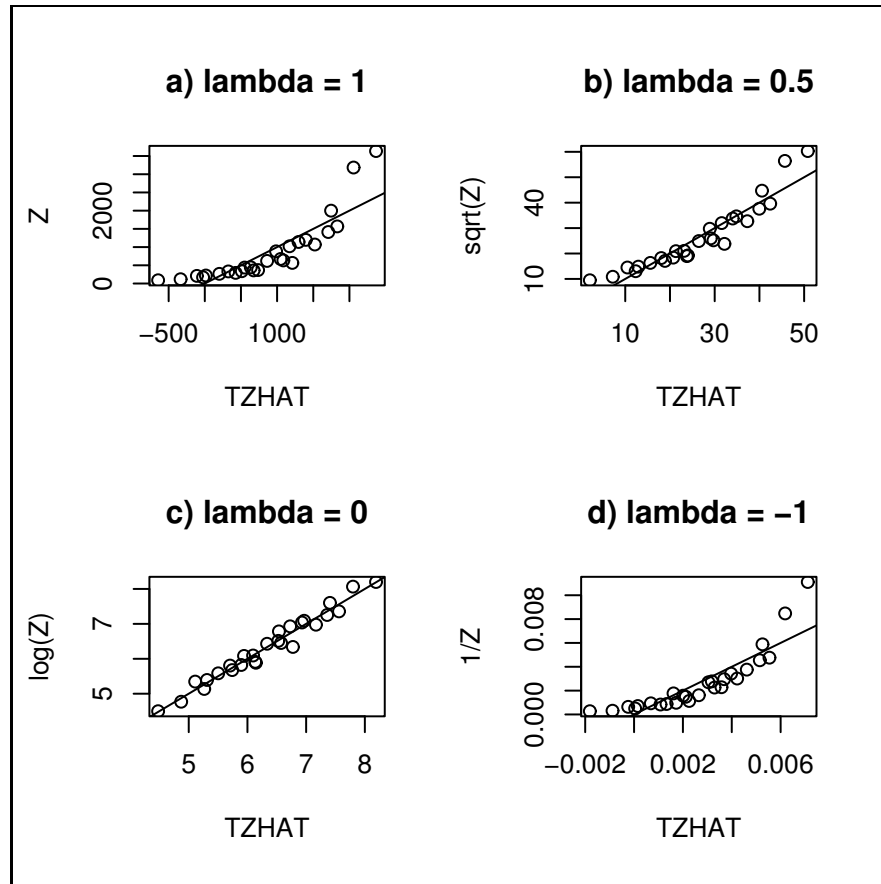 a) lambda = 1
Z
0
2000
−500
1000
TZHAT
b) lambda = 0.5
sqrt(Z)
10
40
10
30
50
TZHAT
c) lambda = 0
log(Z)
5
7
5
6
7
8
TZHAT
d) lambda = −1
1/Z
0.000
0.008
−0.002
0.002
0.006
TZHAT